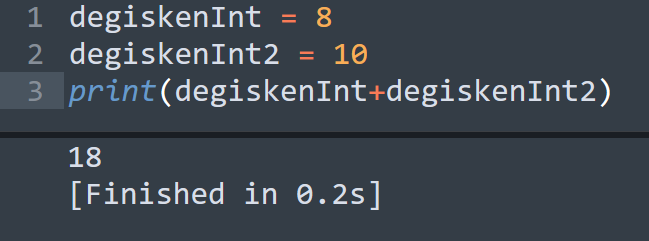 1 degiskenInt = 8
2 degiskenInt2 = 10
3 print(degiskenInt+degiskenInt2)
18
[Finished in 0.2s]